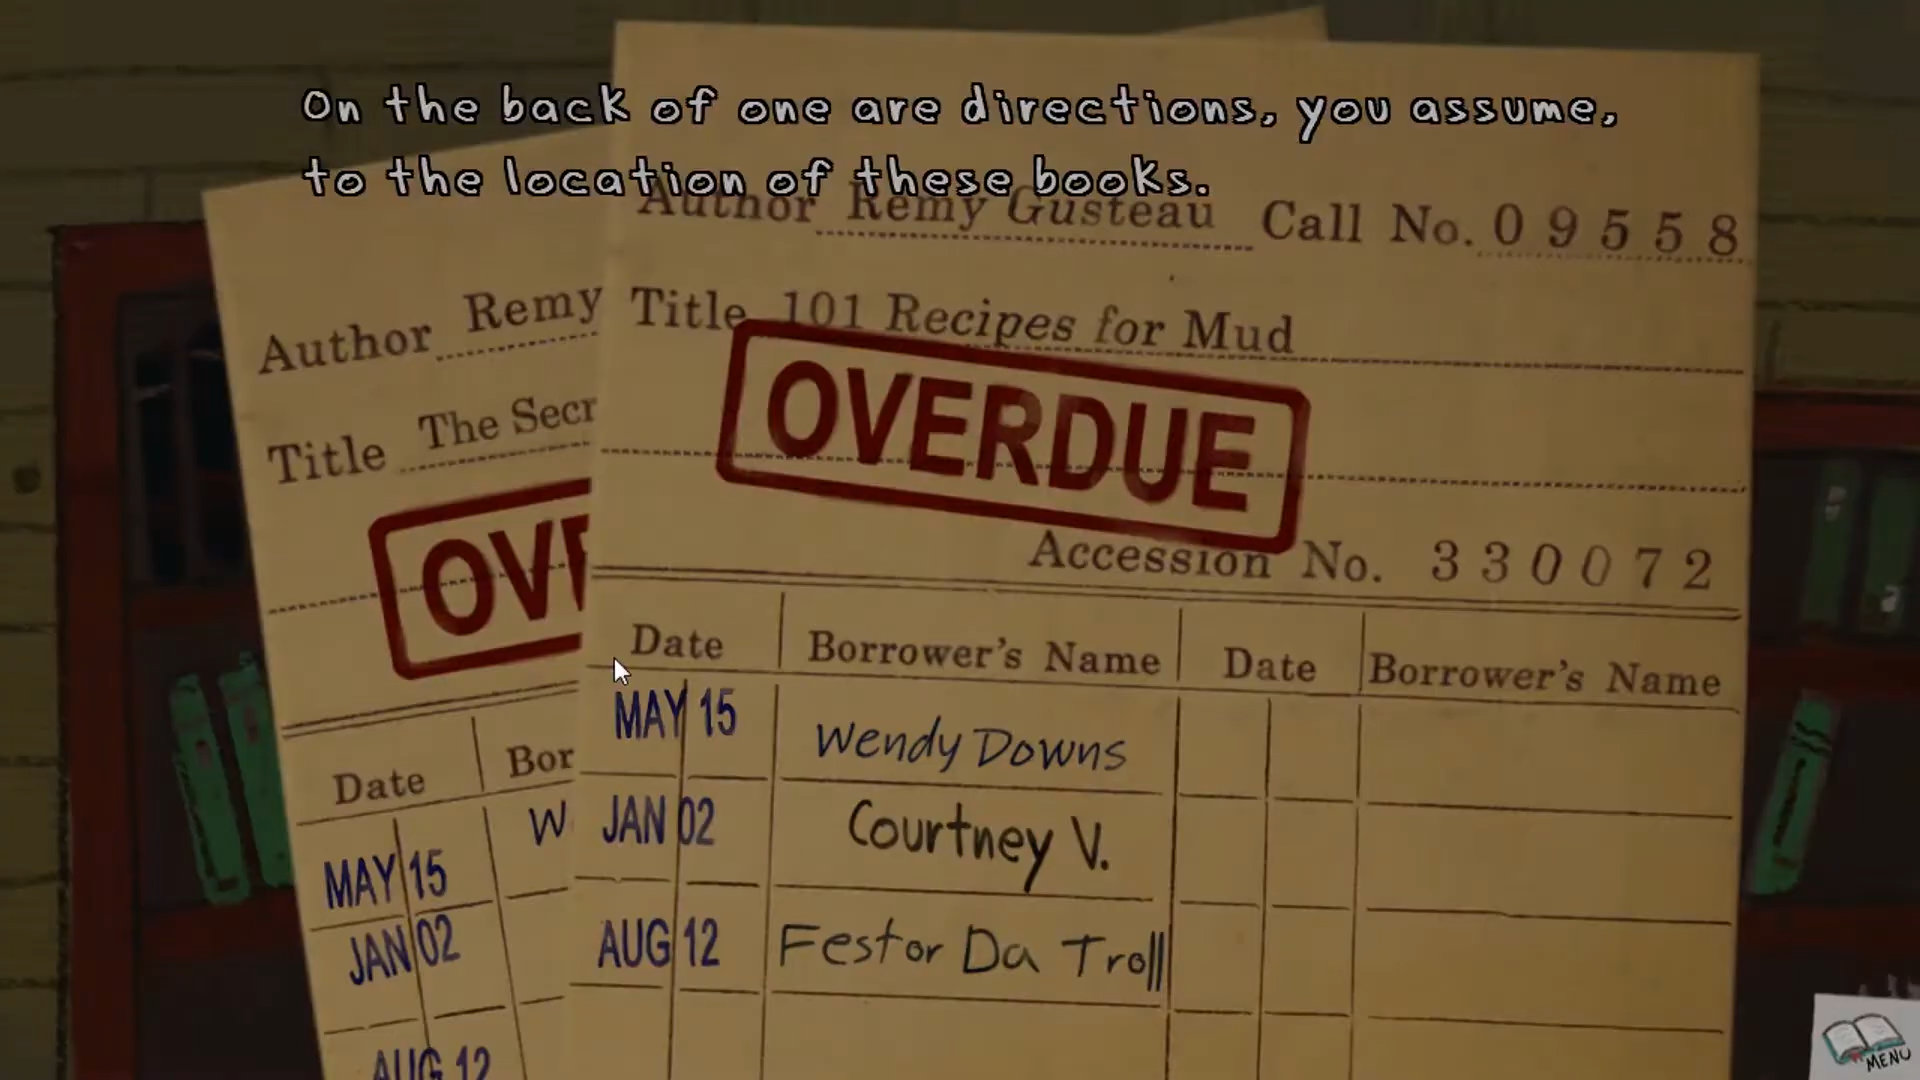 On the back of one are directions, you assume,
to the location of these books.
Author Remy Gusteau Call No. 09558
Title 101 Recipes for Mud
OVERDUE
Accession No. 330072
Date Borrower's Name Date Borrower's Name
MAY 15 Wendy Downs
JAN 02 Courtney V.
AUG 12 Festor Da Troll
Author Remy
Title The Secr
OVE
Date Bor
MAY 15 W
JAN 02
AUG 12
MENU